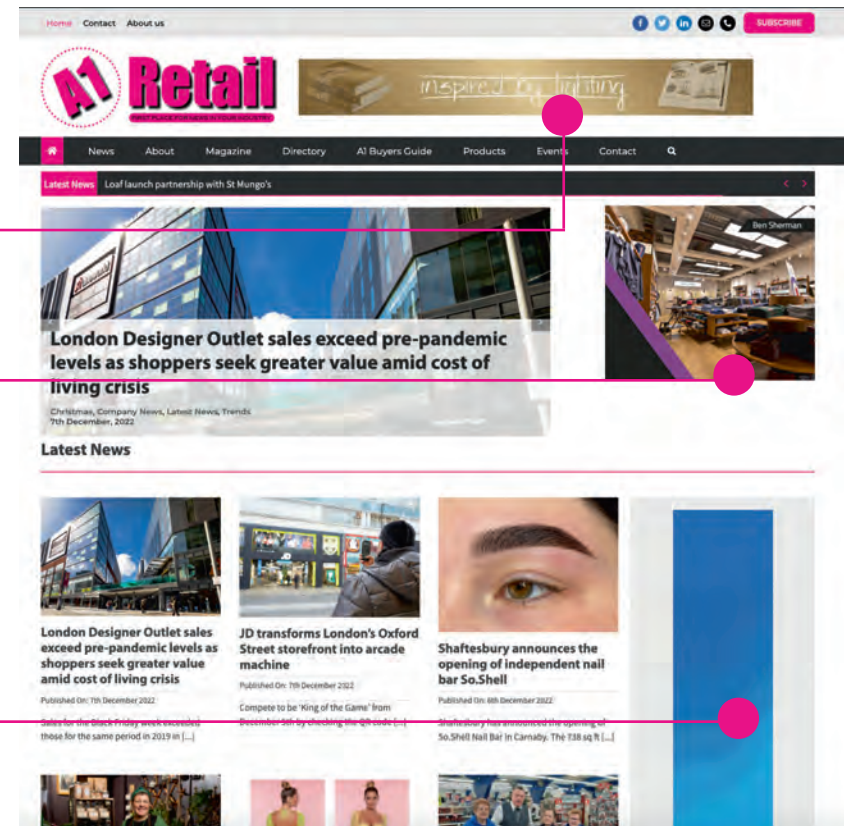 Home Contact About us
SUBSCRIBE
A1 Retail
FIRST PLACE FOR NEWS IN YOUR INDUSTRY
inspired by lighting
News About Magazine Directory A1 Buyers Guide Products Events Contact
Latest News Loaf launch partnership with St Mungo's
Ben Sherman
London Designer Outlet sales exceed pre-pandemic
levels as shoppers seek greater value amid cost of
living crisis
Christmas, Company News, Latest News, Trends
7th December, 2022
Latest News
London Designer Outlet sales
exceed pre-pandemic levels as
shoppers seek greater value
amid cost of living crisis
Published On: 7th December 2022
Sales for the Black Friday week exceeded
those for the same period in 2019 in [...]
JD transforms London's Oxford
Street storefront into arcade
machine
Published On: 7th December 2022
Compete to be 'King of the Game' from
December 5th by checking the QR code [...]
Shaftesbury announces the
opening of independent nail
bar So.Shell
Published On: 6th December 2022
Shaftesbury has announced the opening of
So.Shell Nail Bar in Carnaby. The 738 sq ft [...]